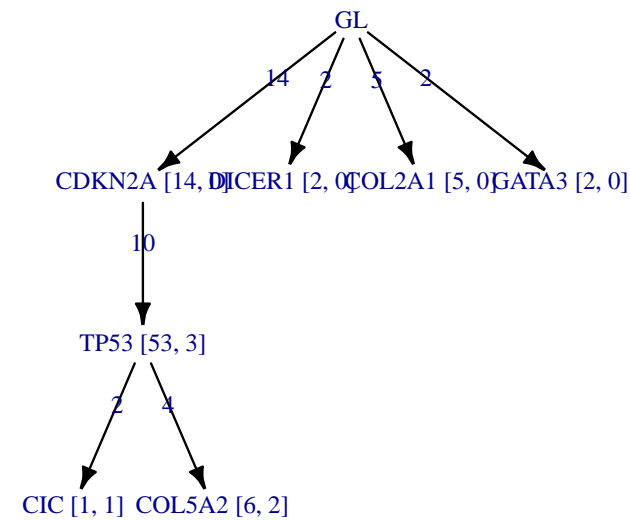 GL
14 2 5 2
CDKN2A [14, 0] DICER1 [2, 0] COL2A1 [5, 0] GATA3 [2, 0]
10
TP53 [53, 3]
2 4
CIC [1, 1] COL5A2 [6, 2]